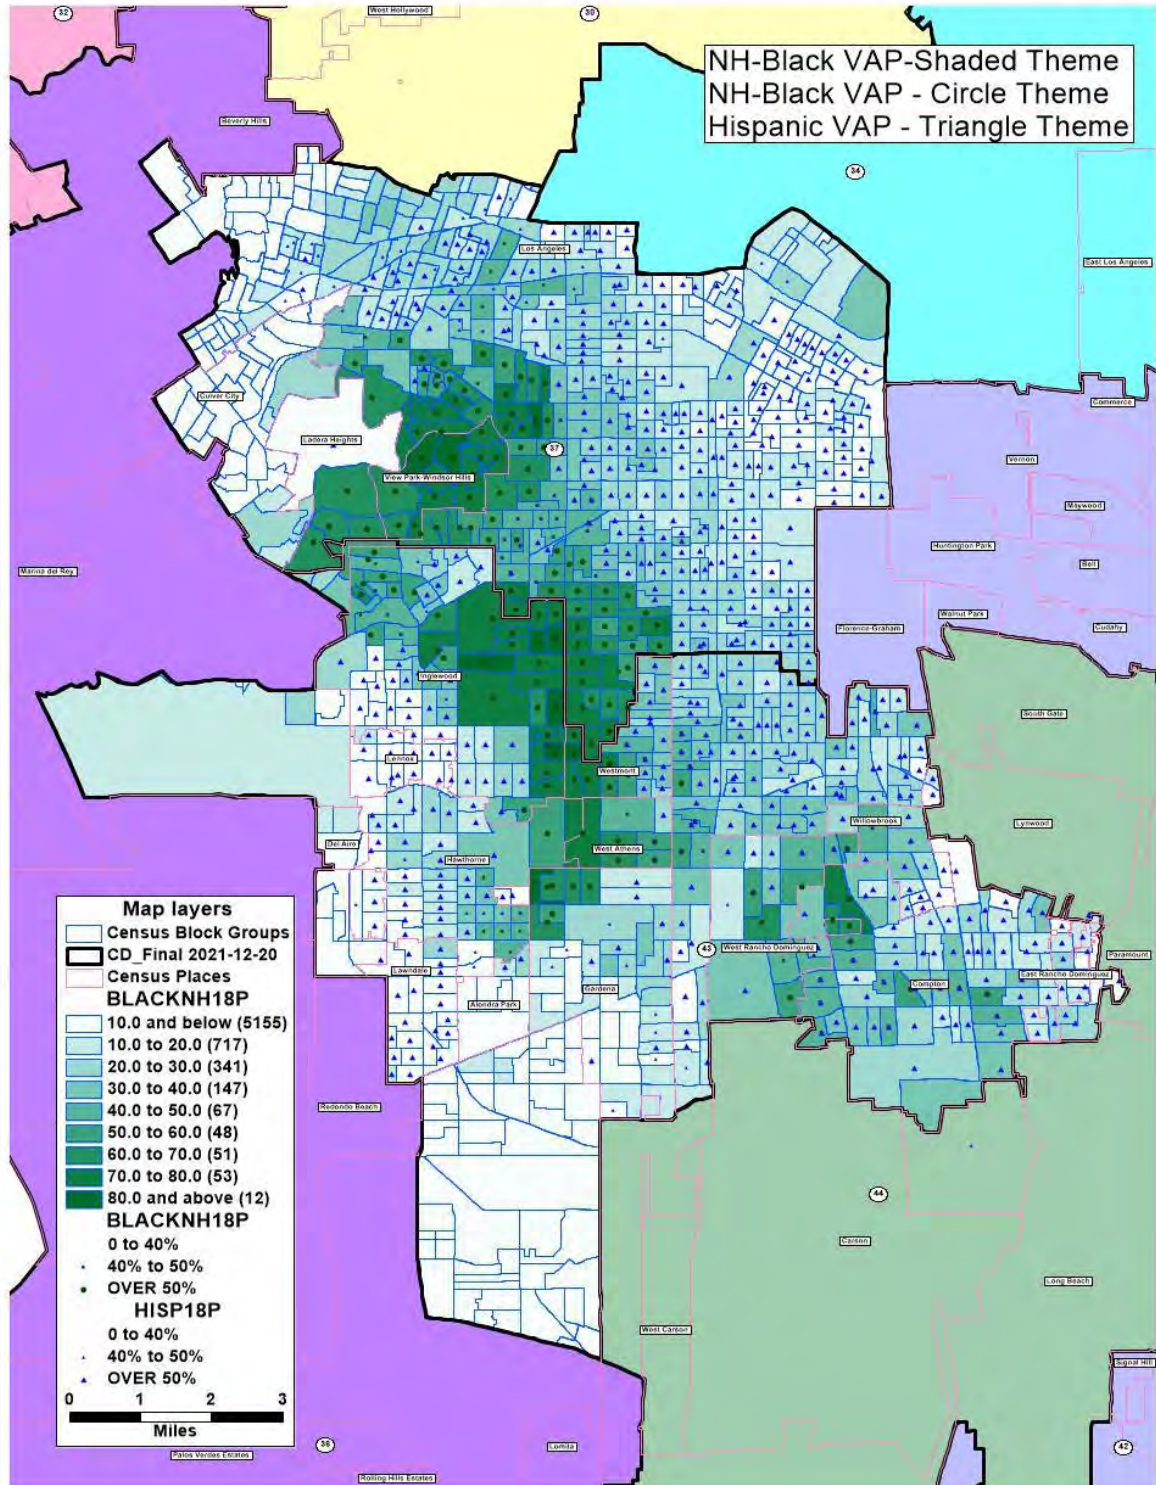 32
West Hollywood
30
NH-Black VAP-Shaded Theme
NH-Black VAP - Circle Theme
Hispanic VAP - Triangle Theme
Beverly Hills
34
Los Angeles
East Los Angeles
Culver City
Commerce
Ladera Heights
37
Vernon
View Park-Windsor Hills
Maywood
Huntington Park
Marina del Rey
Bell
Walnut Park
Florence-Graham
Cudahy
Inglewood
South Gate
Lennox
Westmont
Willowbrook
Lynwood
Del Aire
West Athens
Hawthorne
43
West Rancho Dominguez
Paramount
Lawndale
East Rancho Dominguez
Gardena
Compton
Alondra Park
Redondo Beach
44
Carson
Long Beach
West Carson
Signal Hill
Map layers
Census Block Groups
CD_Final 2021-12-20
Census Places
BLACKNH18P
10.0 and below (5155)
10.0 to 20.0 (717)
20.0 to 30.0 (341)
30.0 to 40.0 (147)
40.0 to 50.0 (67)
50.0 to 60.0 (48)
60.0 to 70.0 (51)
70.0 to 80.0 (53)
80.0 and above (12)
BLACKNH18P
0 to 40%
40% to 50%
OVER 50%
HISP18P
0 to 40%
40% to 50%
OVER 50%
0 1 2 3
Miles
36
Lomita
42
Palos Verdes Estates
Rolling Hills Estates